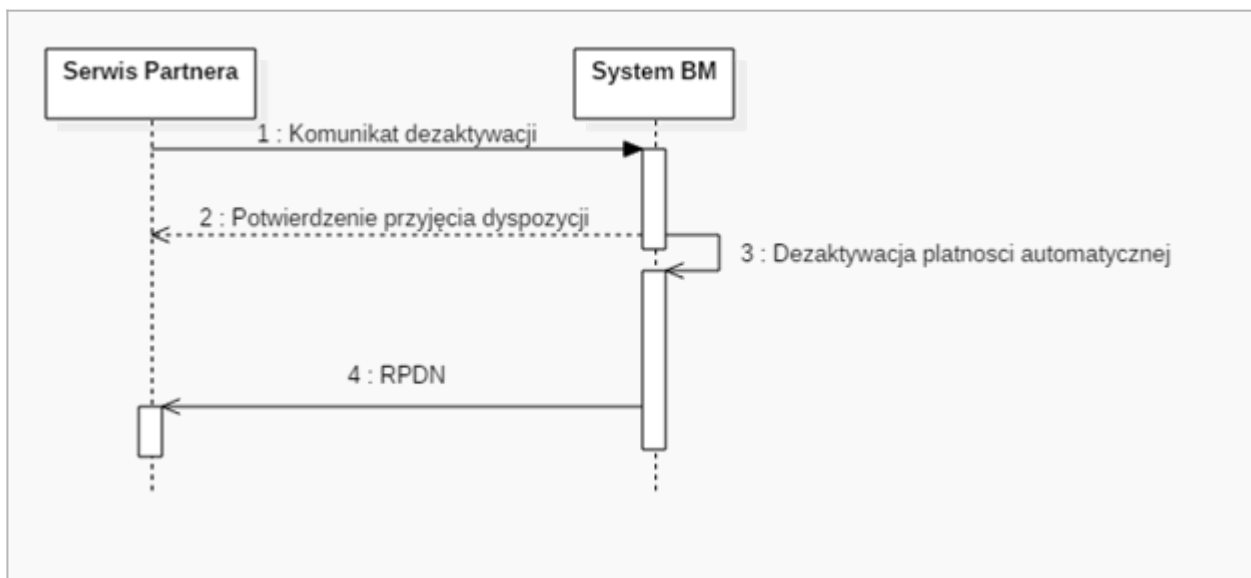 Serwis Partnera
System BM
1 : Komunikat dezaktywacji
2 : Potwierdzenie przyjęcia dyspozycji
3 : Dezaktywacja platnosci automatycznej
4 : RPDN